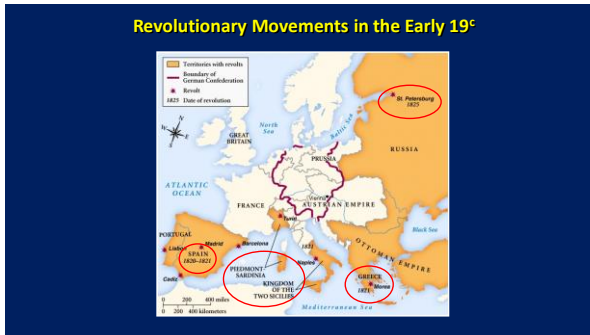 Revolutionary Movements in the Early 19ᶜ
Territories with revolts
Boundary of
German Confederation
Revolt
1825 Date of revolution
St. Petersburg
1825
North
Sea
Baltic Sea
GREAT
BRITAIN
PRUSSIA
RUSSIA
ATLANTIC
OCEAN
Vienna
FRANCE
AUSTRIAN EMPIRE
Turin
Black Sea
PORTUGAL
Lisbon
Madrid
SPAIN
1820–1821
Barcelona
1821
Naples
OTTOMAN EMPIRE
PIEDMONT-
SARDINIA
Cadiz
KINGDOM OF
THE TWO SICILIES
GREECE
Morea
1821
0 200 400 miles
0 200 400 kilometers
Mediterranean Sea